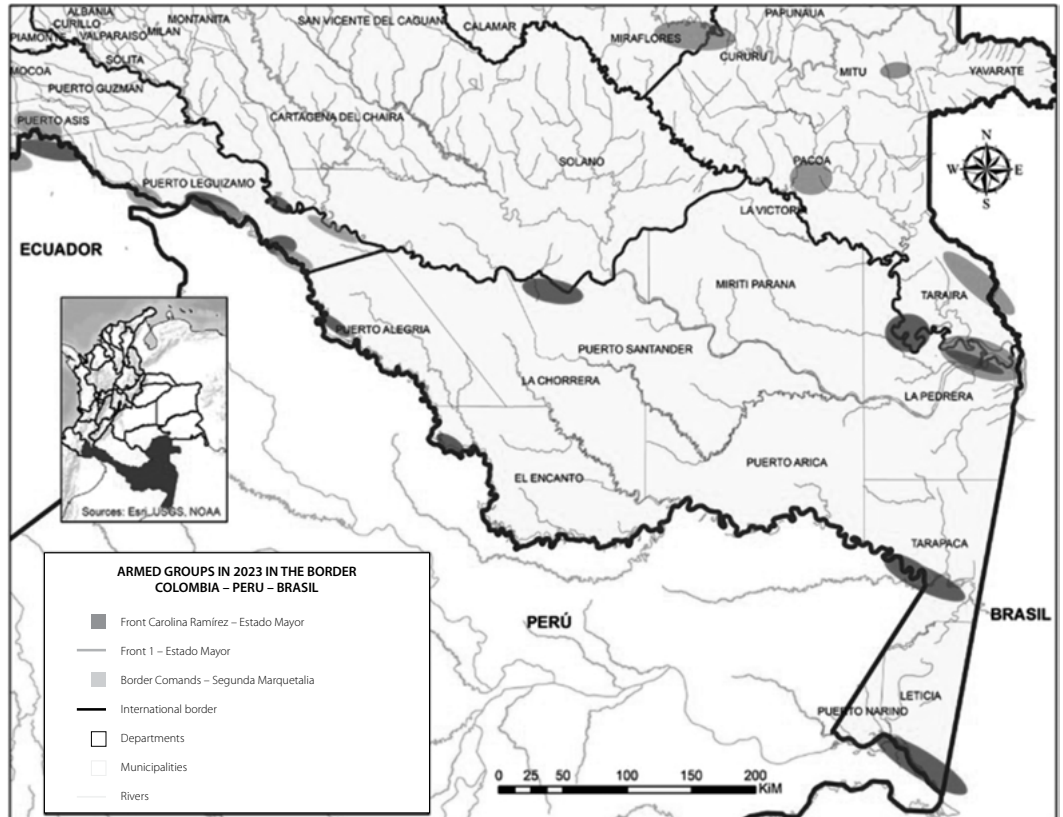 ALBANIA
CURILLO
MONTANITA
SAN VICENTE DEL CAGUAN
CALAMAR
PAPUNAUA
PIAMONTE
VALPARAISO
MILAN
MIRAFLORES
SOLITA
CURURU
MOCOA
MITU
YAVARATE
PUERTO GUZMAN
PUERTO ASIS
CARTAGENA DEL CHAIRA
N
W E
S
SOLANO
PACOA
PUERTO LEGUIZAMO
LA VICTORIA
ECUADOR
MIRITI PARANA
TARAIRA
PUERTO ALEGRIA
PUERTO SANTANDER
LA CHORRERA
LA PEDRERA
PUERTO ARICA
EL ENCANTO
Sources: Esri, USGS, NOAA
TARAPACA
ARMED GROUPS IN 2023 IN THE BORDER
COLOMBIA – PERU – BRASIL
Front Carolina Ramírez – Estado Mayor
Front 1 – Estado Mayor
Border Comands – Segunda Marquetalia
International border
Departments
Municipalities
Rivers
PERÚ
BRASIL
LETICIA
PUERTO NARINO
0 25 50 100 150 200
KiM